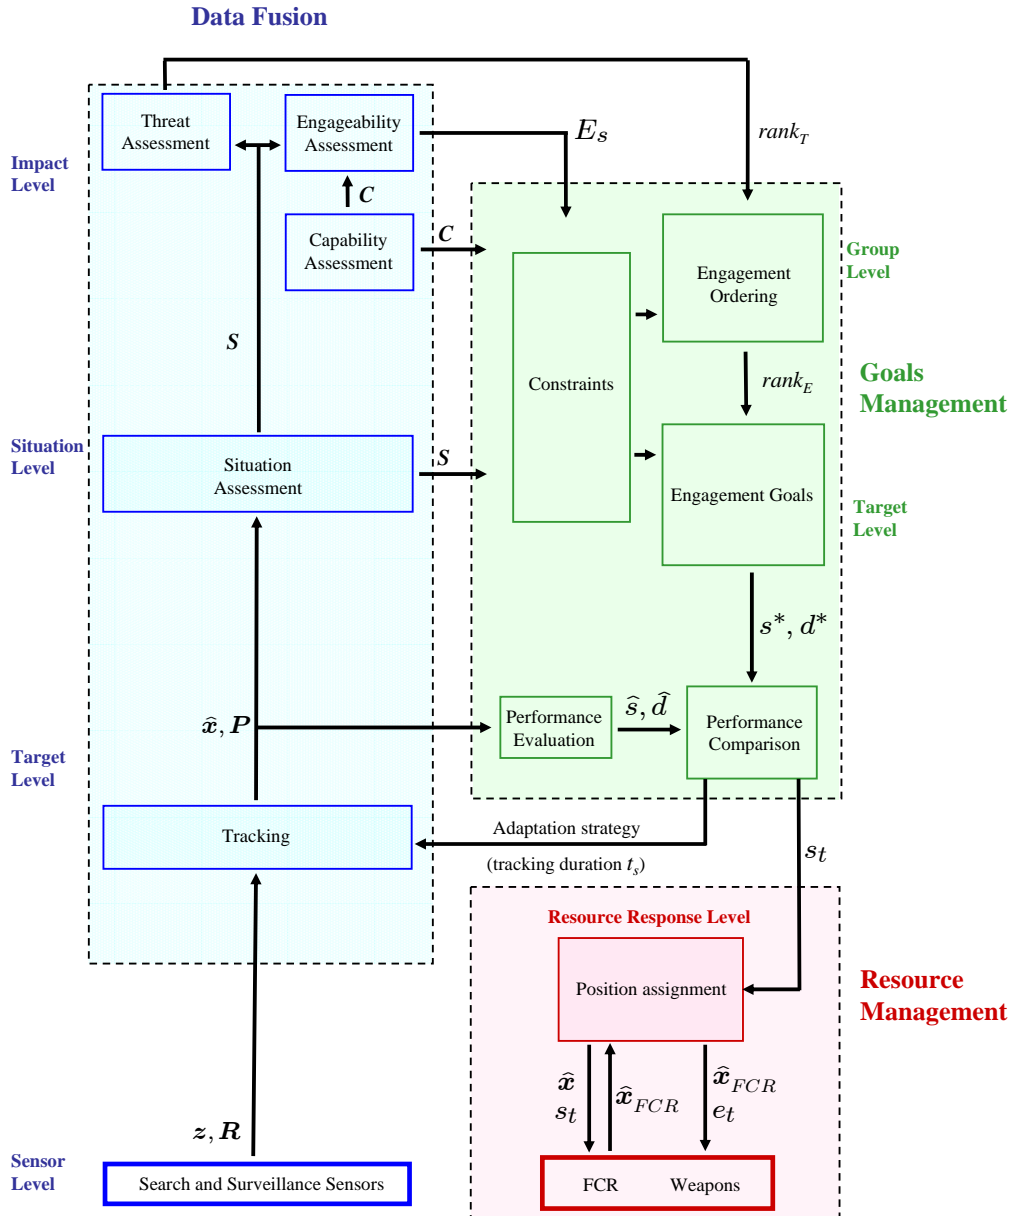 Data Fusion
Threat
Assessment
Engageability
Assessment
E_s
rank_T
Impact
Level
C
Capability
Assessment
C
Group
Level
Engagement
Ordering
S
Constraints
rank_E
Goals
Management
Situation
Level
Situation
Assessment
S
Engagement Goals
Target
Level
s*, d*
x̂, P
Performance
Evaluation
ŝ, d̂
Performance
Comparison
Target
Level
Tracking
Adaptation strategy
(tracking duration t_s)
s_t
Resource Response Level
Position assignment
Resource
Management
x̂
s_t
x̂_FCR
x̂_FCR
e_t
z, R
Sensor
Level
Search and Surveillance Sensors
FCR
Weapons